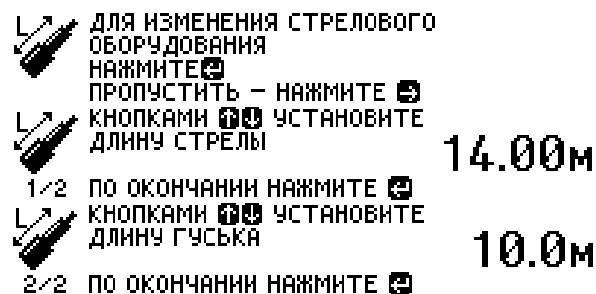 L
ДЛЯ ИЗМЕНЕНИЯ СТРЕЛОВОГО
ОБОРУДОВАНИЯ
НАЖМИТЕ↵
ПРОПУСТИТЬ – НАЖМИТЕ →
L
КНОПКАМИ ↑↓ УСТАНОВИТЕ
ДЛИНУ СТРЕЛЫ
14.00м
1/2 ПО ОКОНЧАНИИ НАЖМИТЕ ↵
L
КНОПКАМИ ↑↓ УСТАНОВИТЕ
ДЛИНУ ГУСЬКА
10.0м
2/2 ПО ОКОНЧАНИИ НАЖМИТЕ ↵